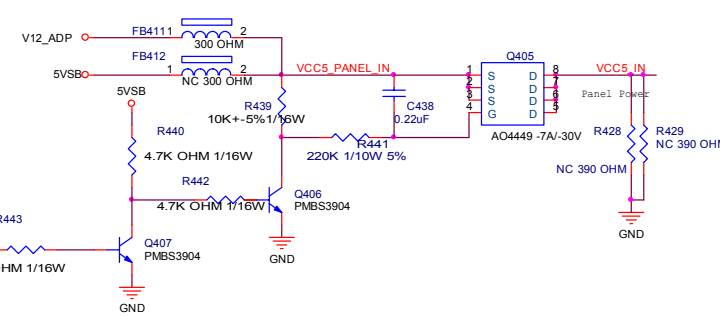 V12_ADP
FB4111 2
300 OHM
FB412
5VSB 1 2
NC 300 OHM
VCC5_PANEL_IN
5VSB
R439
10K+-5%1/16W
C438
0.22uF
Q405
1 S D 8
2 S D 7
3 S D 6
4 G D 5
AO4449 -7A/-30V
VCC5_IN
Panel Power
R428
R429
NC 390 OHM
NC 390 OHM
GND
R440
4.7K OHM 1/16W
R441
220K 1/10W 5%
R442
4.7K OHM 1/16W
Q406
PMBS3904
GND
R443
HM 1/16W
Q407
PMBS3904
GND